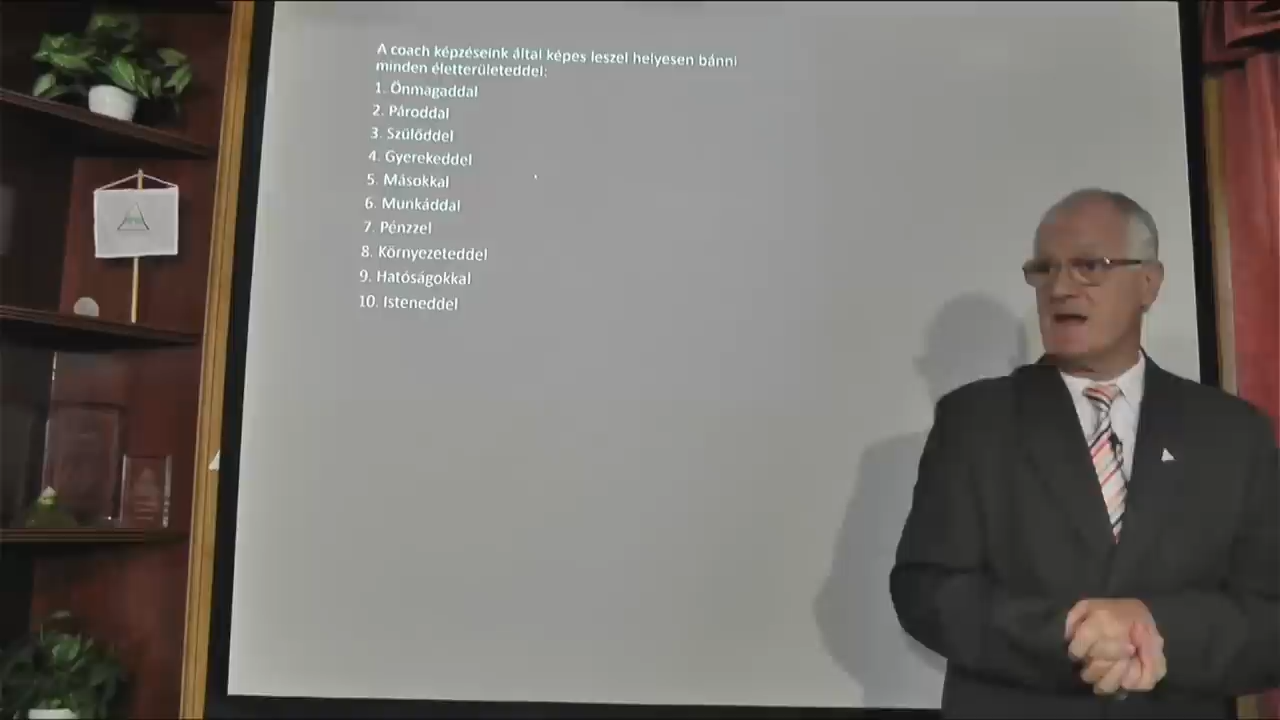 A coach képzéseink által képes leszel helyesen bánni
minden életterületeddel:
1. Önmagaddal
2. Pároddal
3. Szülőddel
4. Gyerekeddel
5. Másokkal
6. Munkáddal
7. Pénzzel
8. Környezeteddel
9. Hatóságokkal
10. Isteneddel